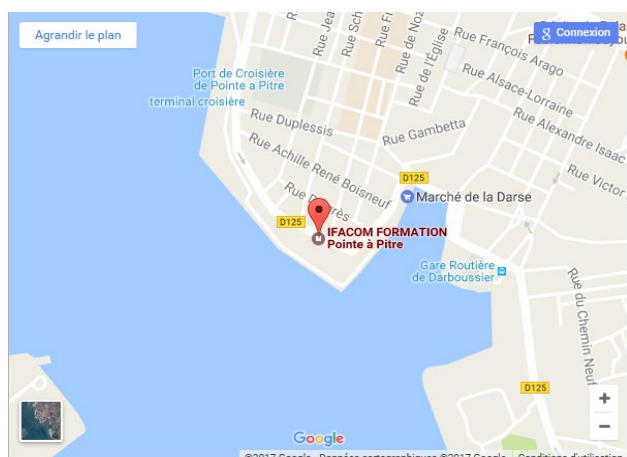 Agrandir le plan
Connexion
Rue François Arago
Rue de l'Église
Port de Croisière
de Pointe a Pitre
terminal croisière
Rue Alsace-Lorraine
Rue Alexandre Isaac
Rue Duplessis
Rue Gambetta
Rue Achille René Boisneuf
Rue Victor
D125
Marché de la Darse
D125
IFACOM FORMATION
Pointe à Pitre
Gare Routière
de Darboussier
Rue du Chemin Neuf
D125
+
−
Google